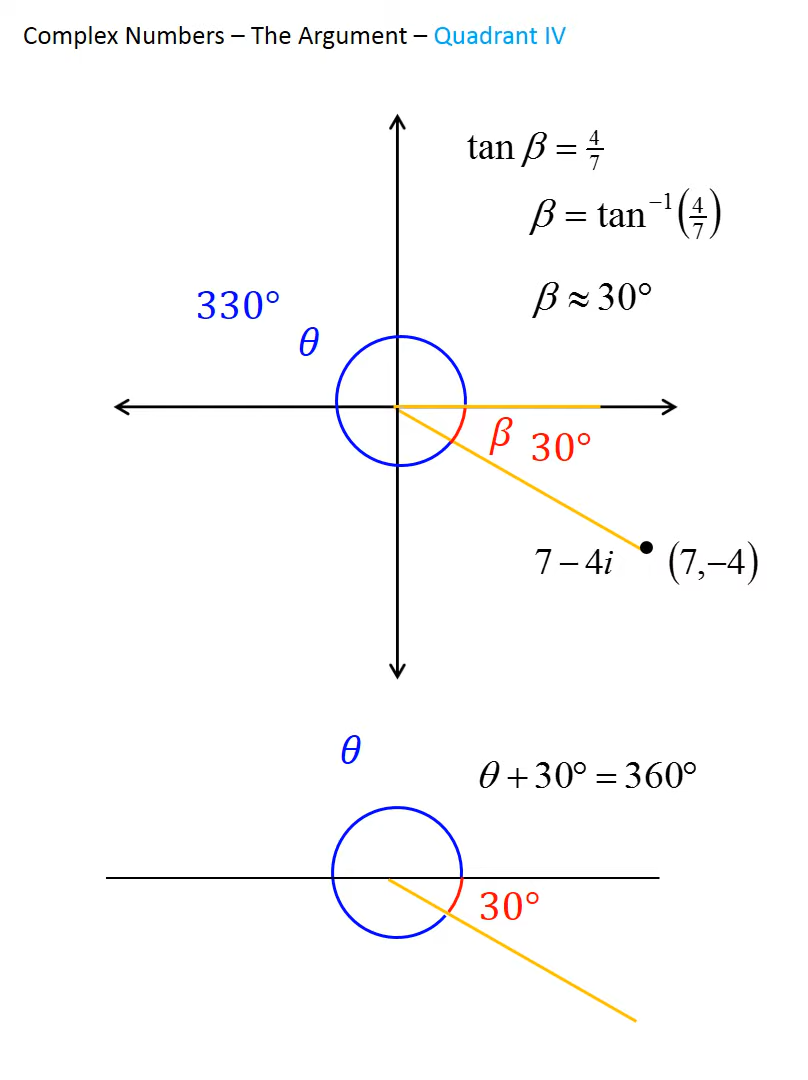 Complex Numbers – The Argument – Quadrant IV
tan β = 4/7
β = tan⁻¹(4/7)
β ≈ 30°
330°
θ
β 30°
7 − 4i (7,−4)
θ
θ + 30° = 360°
30°